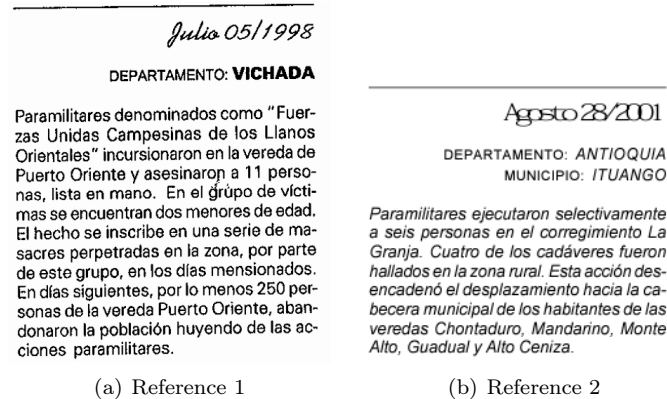 Julio 05/1998
DEPARTAMENTO: VICHADA
Paramilitares denominados como "Fuer-
zas Unidas Campesinas de los Llanos
Orientales" incursionaron en la vereda de
Puerto Oriente y asesinaron a 11 perso-
nas, lista en mano. En el grupo de vícti-
mas se encuentran dos menores de edad.
El hecho se inscribe en una serie de ma-
sacres perpetradas en la zona, por parte
de este grupo, en los días mensionados.
En días siguientes, por lo menos 250 per-
sonas de la vereda Puerto Oriente, aban-
donaron la población huyendo de las ac-
ciones paramilitares.
(a) Reference 1
Agosto 28/2001
DEPARTAMENTO: ANTIOQUIA
MUNICIPIO: ITUANGO
Paramilitares ejecutaron selectivamente
a seis personas en el corregimiento La
Granja. Cuatro de los cadáveres fueron
hallados en la zona rural. Esta acción des-
encadenó el desplazamiento hacia la ca-
becera municipal de los habitantes de las
veredas Chontaduro, Mandarino, Monte
Alto, Guadual y Alto Ceniza.
(b) Reference 2